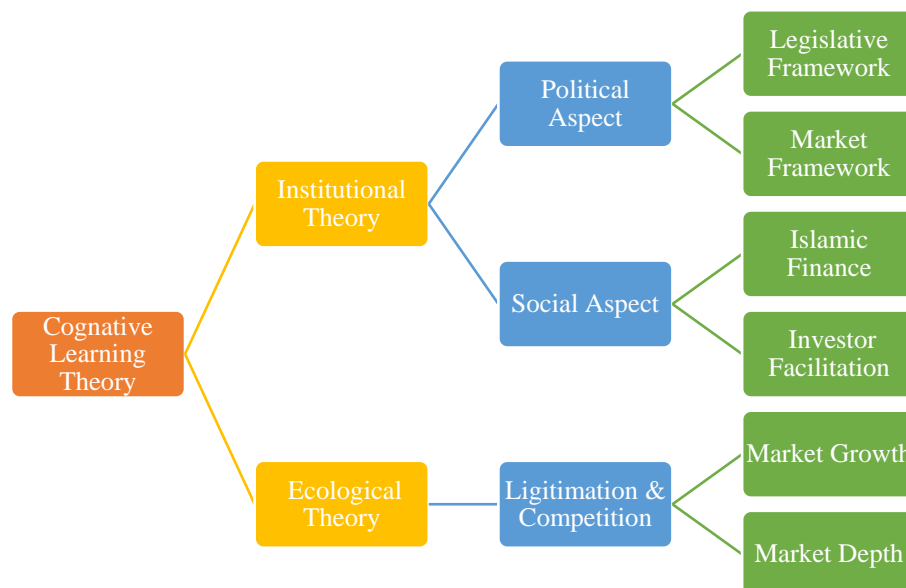 Legislative
Framework
Political
Aspect
Market
Framework
Institutional
Theory
Islamic
Finance
Social Aspect
Investor
Facilitation
Cognative
Learning
Theory
Market Growth
Ecological
Theory
Ligitimation &
Competition
Market Depth